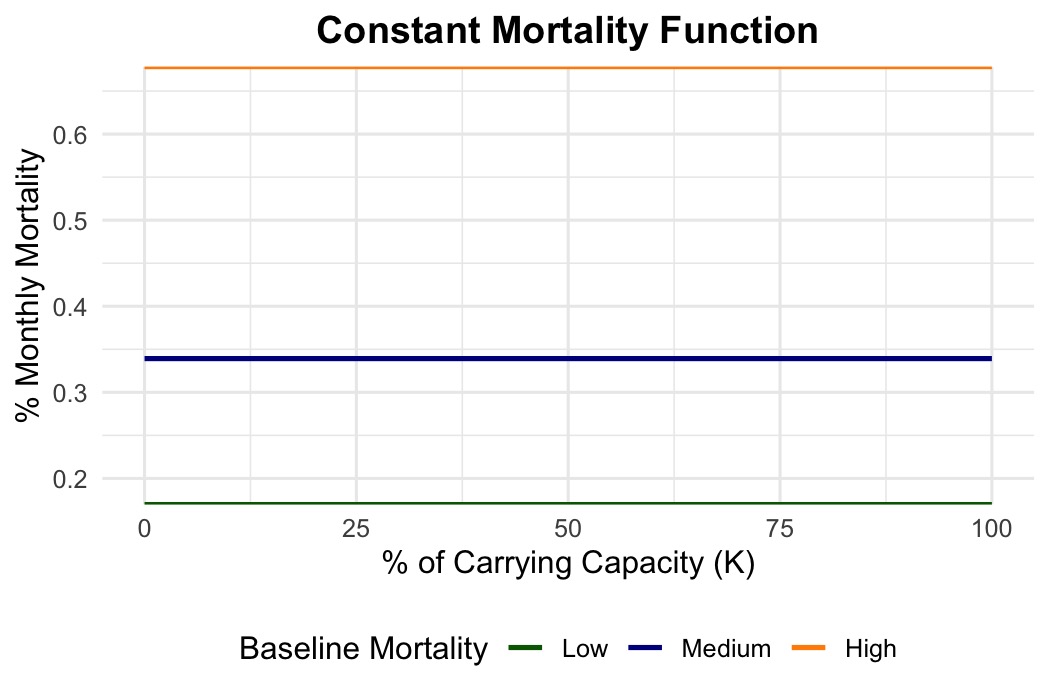 Constant Mortality Function
% Monthly Mortality
0.6
0.5
0.4
0.3
0.2
0 25 50 75 100
% of Carrying Capacity (K)
Baseline Mortality Low Medium High